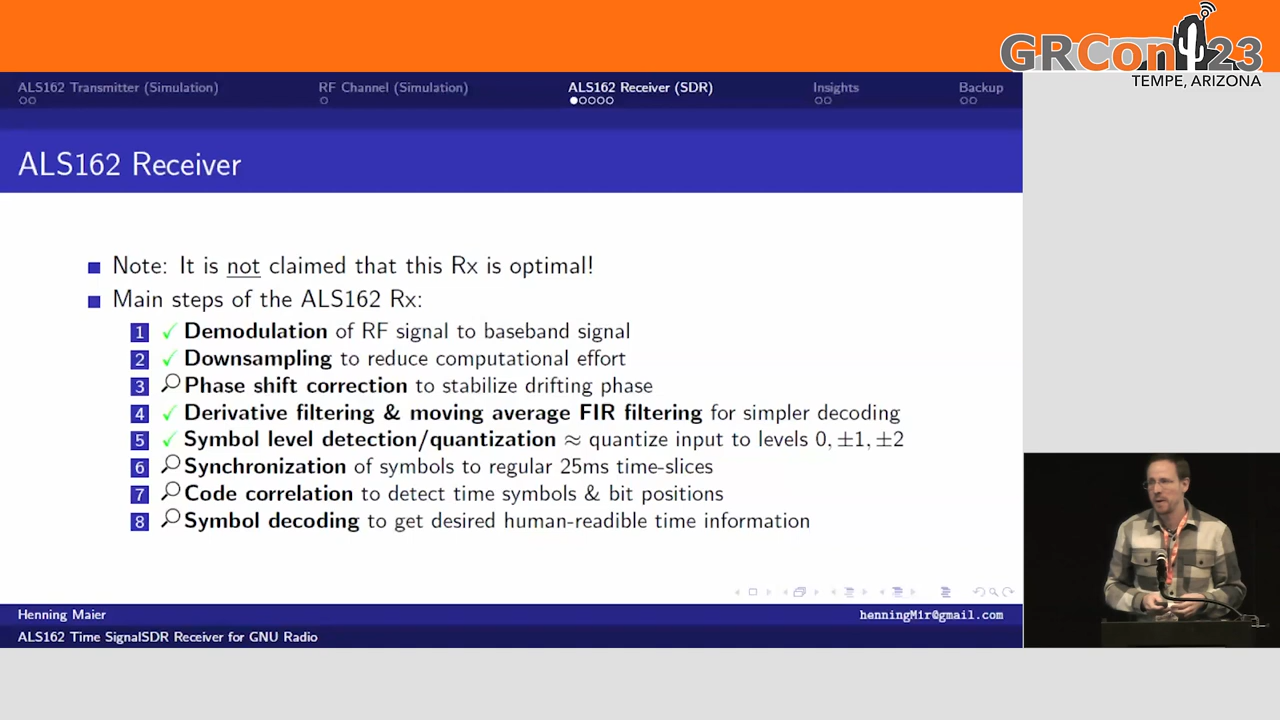 GRCon 23
TEMPE, ARIZONA
ALS162 Transmitter (Simulation)
RF Channel (Simulation)
ALS162 Receiver (SDR)
Insights
Backup
ALS162 Receiver
Note: It is not claimed that this Rx is optimal!
Main steps of the ALS162 Rx:
1 ✓ Demodulation of RF signal to baseband signal
2 ✓ Downsampling to reduce computational effort
3 Phase shift correction to stabilize drifting phase
4 ✓ Derivative filtering & moving average FIR filtering for simpler decoding
5 ✓ Symbol level detection/quantization ≈ quantize input to levels 0, ±1, ±2
6 Synchronization of symbols to regular 25ms time-slices
7 Code correlation to detect time symbols & bit positions
8 Symbol decoding to get desired human-readible time information
Henning Maier
henningM1r@gmail.com
ALS162 Time SignalSDR Receiver for GNU Radio